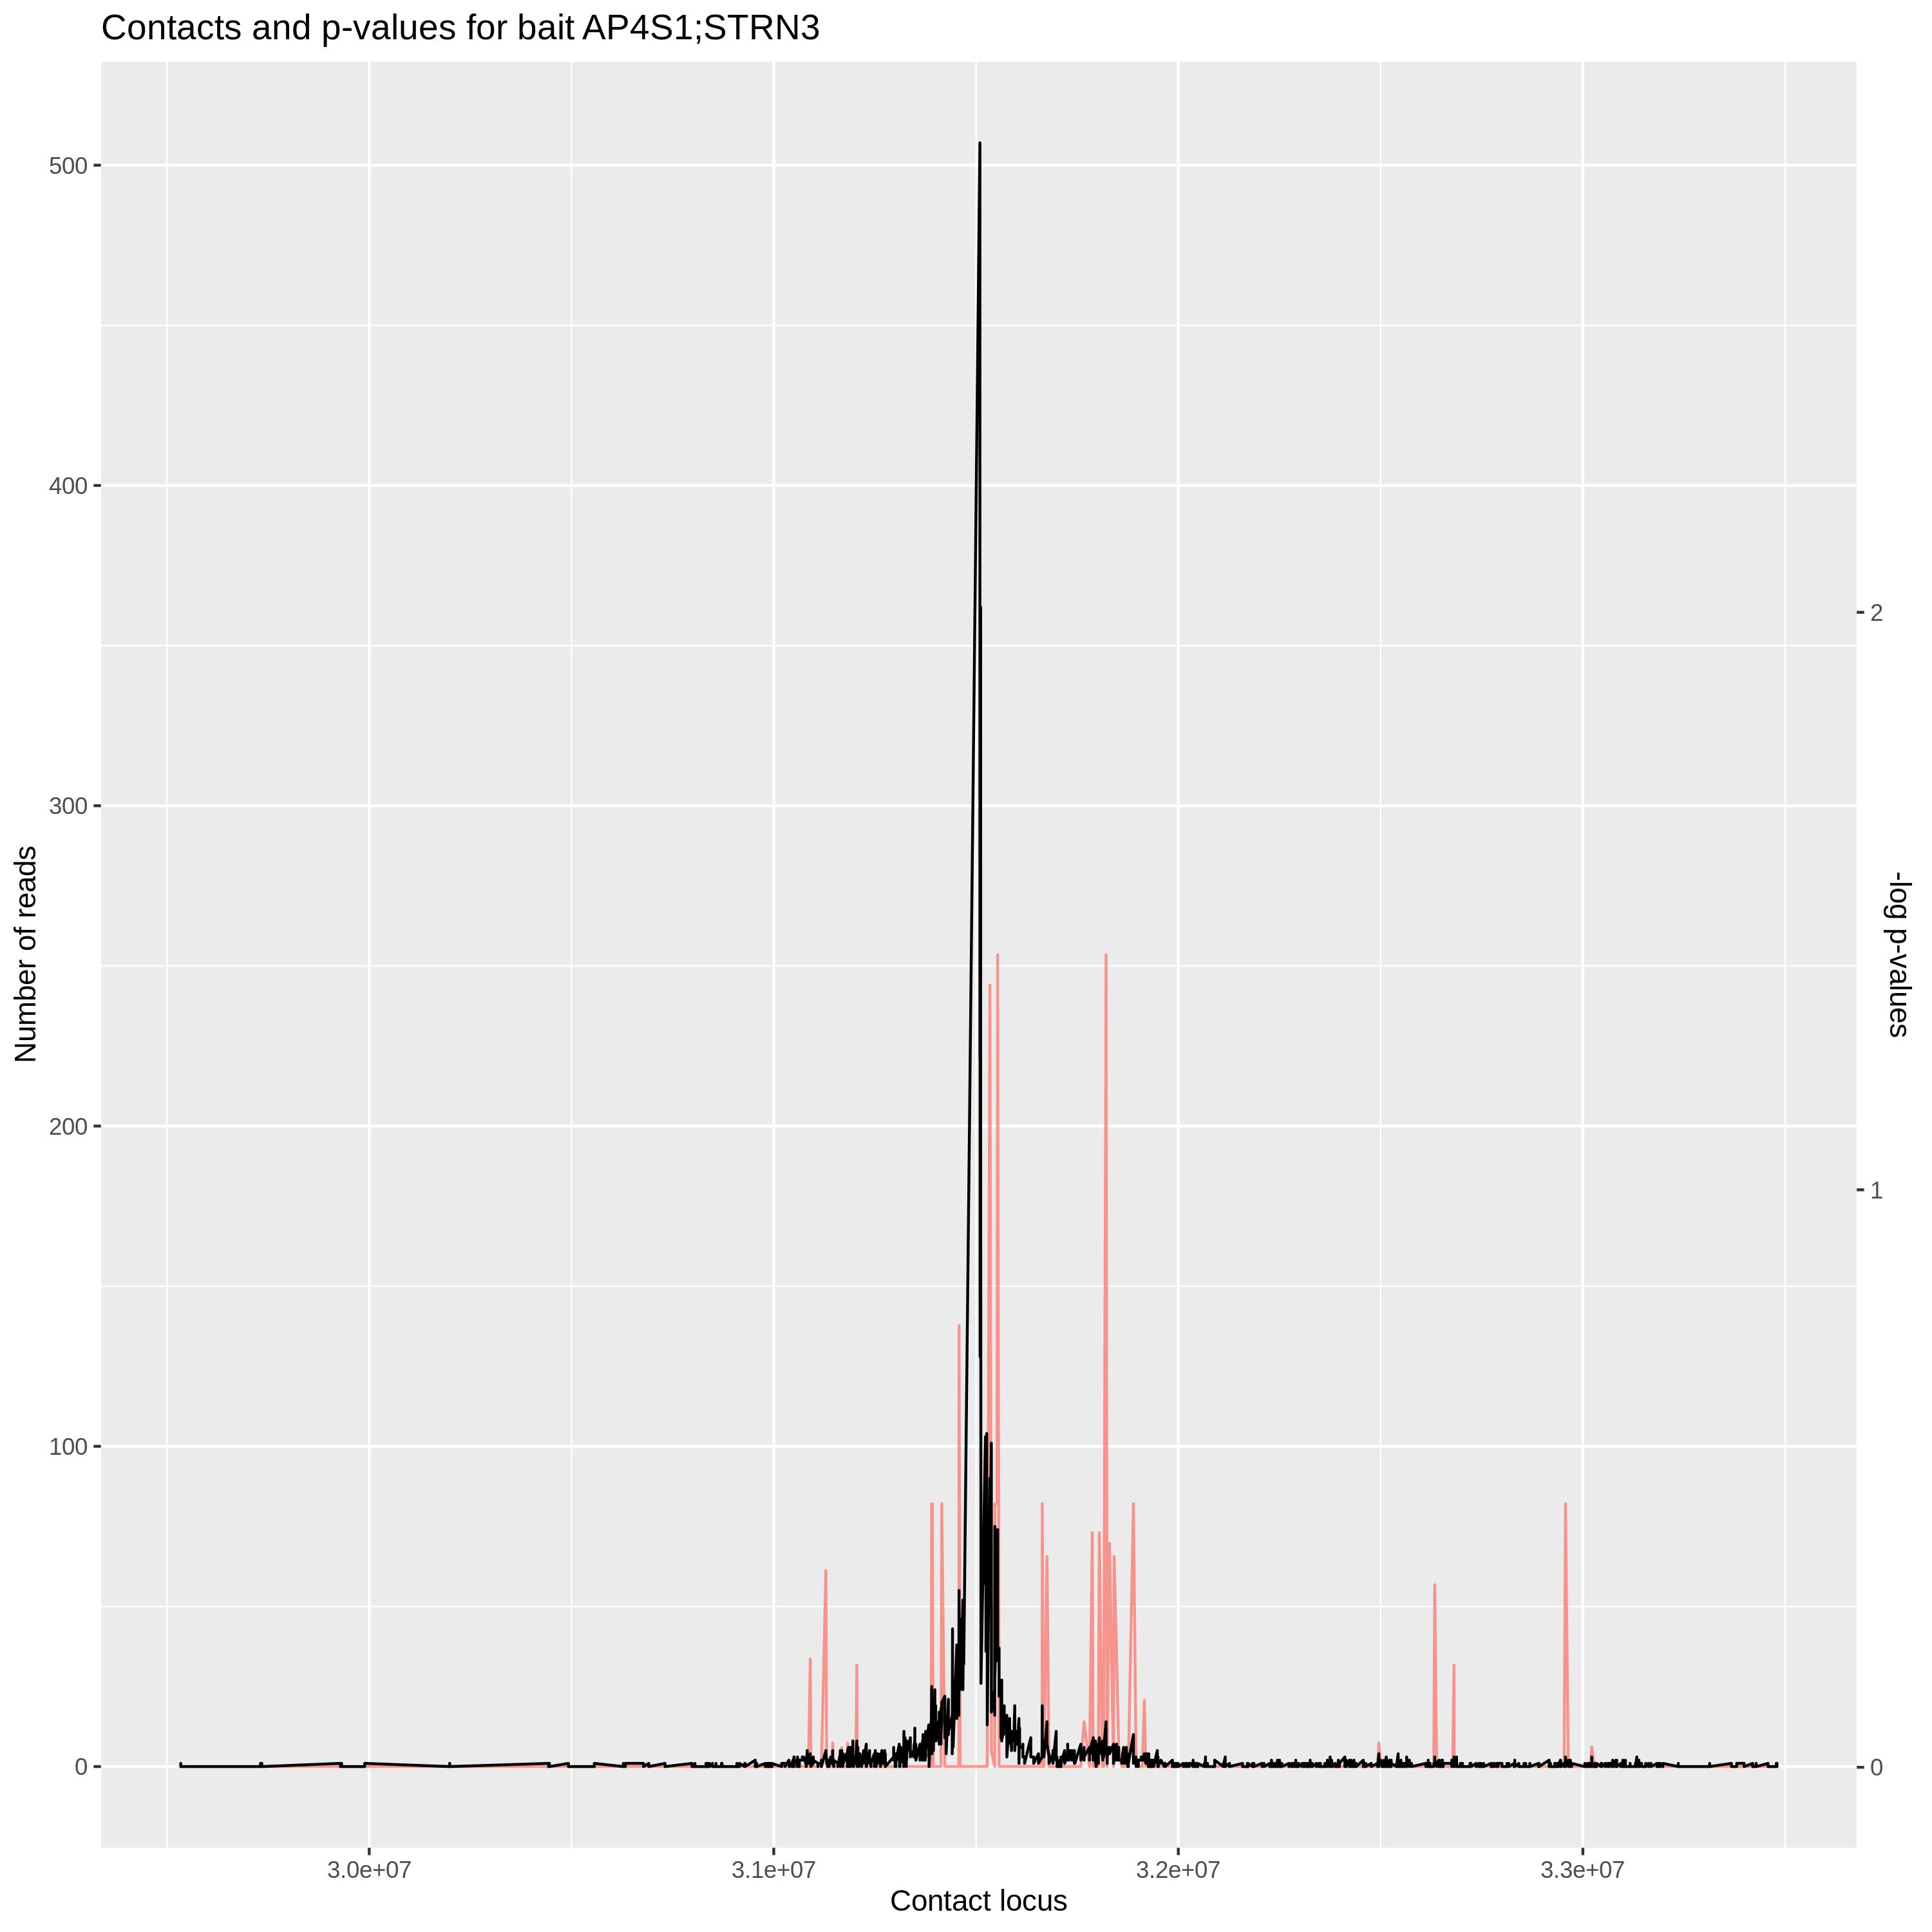 Contacts and p-values for bait AP4S1;STRN3
Number of reads
500
400
300
200
100
0
2
1
0
-log p-values
3.0e+07
3.1e+07
3.2e+07
3.3e+07
Contact locus